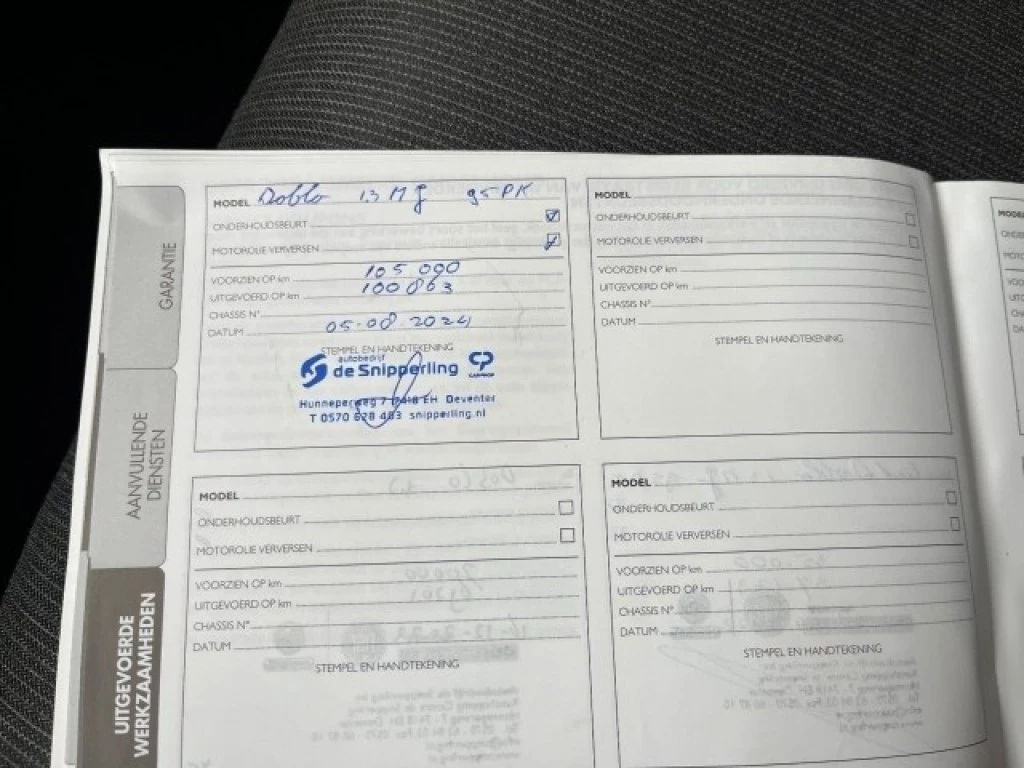 GARANTIE
AANVULLENDE
DIENSTEN
UITGEVOERDE
WERKZAAMHEDEN
MODEL Doblo 1.3 MJ 95 PK
ONDERHOUDSBEURT
MOTOROLIE VERVERSEN
VOORZIEN OP km 105 000
UITGEVOERD OP km 100863
CHASSIS N°
DATUM 05-08-2024
STEMPEL EN HANDTEKENING
autobedrijf
de Snipperling
CP
Hunneperweg 7 7418 EH Deventer
T 0570 628 483 snipperling.nl
MODEL
ONDERHOUDSBEURT
MOTOROLIE VERVERSEN
VOORZIEN OP km
UITGEVOERD OP km
CHASSIS N°
DATUM
STEMPEL EN HANDTEKENING
MODEL
ONDERHOUDSBEURT
MOTOROLIE VERVERSEN
VOORZIEN OP km
UITGEVOERD OP km
CHASSIS N°
DATUM
STEMPEL EN HANDTEKENING
MODEL
ONDERHOUDSBEURT
MOTOROLIE VERVERSEN
VOORZIEN OP km
UITGEVOERD OP km
CHASSIS N°
DATUM
STEMPEL EN HANDTEKENING